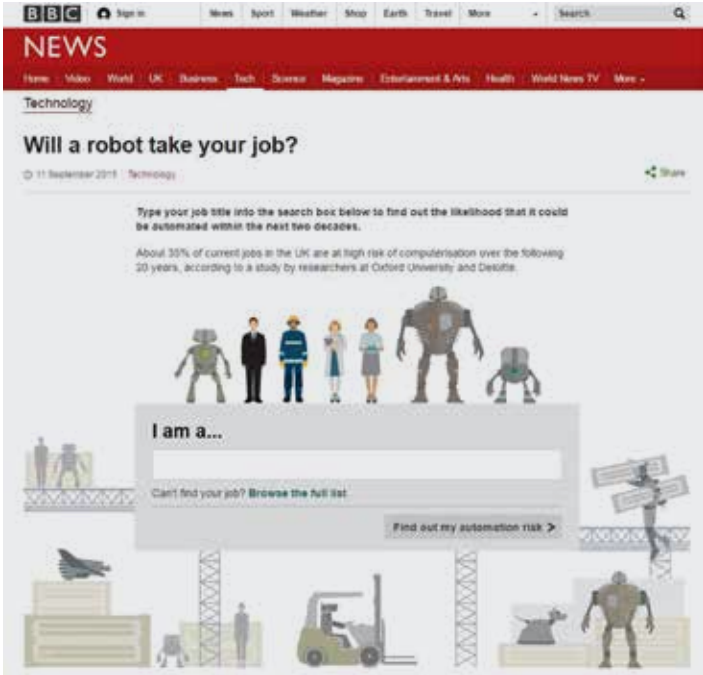 BBC Sign in News Sport Weather Shop Earth Travel More Search
NEWS
Home Video World UK Business Tech Science Magazine Entertainment & Arts Health World News TV More
Technology
Will a robot take your job?
11 September 2015 Technology Share
Type your job title into the search box below to find out the likelihood that it could
be automated within the next two decades.
About 35% of current jobs in the UK are at high risk of computerisation over the following
20 years, according to a study by researchers at Oxford University and Deloitte.
I am a...
Can't find your job? Browse the full list
Find out my automation risk >